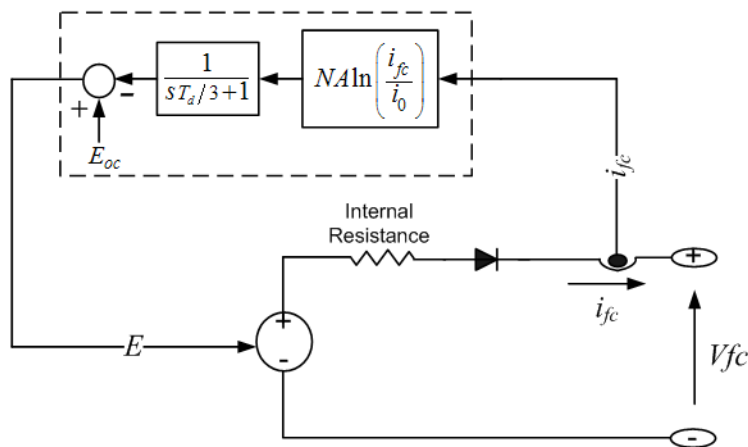 1
sT_d/3+1
NA ln(i_fc/i_0)
+ -
E_oc
i_fc
Internal
Resistance
+
i_fc
+
-
E
Vfc
-